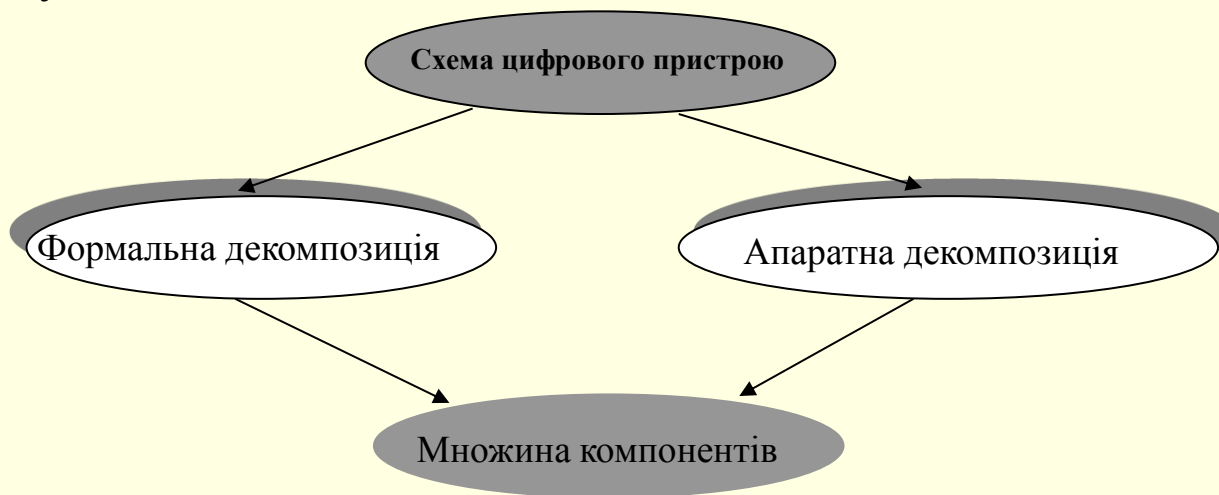 Схема цифрового пристрою
Формальна декомпозиція
Апаратна декомпозиція
Множина компонентів